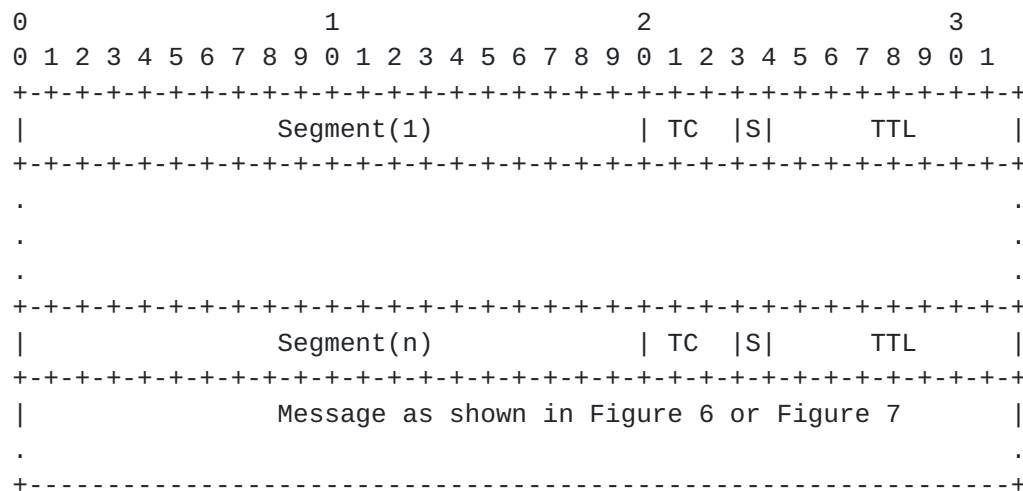 0                   1                   2                   3
0 1 2 3 4 5 6 7 8 9 0 1 2 3 4 5 6 7 8 9 0 1 2 3 4 5 6 7 8 9 0 1
+-+-+-+-+-+-+-+-+-+-+-+-+-+-+-+-+-+-+-+-+-+-+-+-+-+-+-+-+-+-+-+-+
|                Segment(1)             | TC  |S|      TTL      |
+-+-+-+-+-+-+-+-+-+-+-+-+-+-+-+-+-+-+-+-+-+-+-+-+-+-+-+-+-+-+-+-+
.                                                               .
.                                                               .
.                                                               .
+-+-+-+-+-+-+-+-+-+-+-+-+-+-+-+-+-+-+-+-+-+-+-+-+-+-+-+-+-+-+-+-+
|                Segment(n)             | TC  |S|      TTL      |
+-+-+-+-+-+-+-+-+-+-+-+-+-+-+-+-+-+-+-+-+-+-+-+-+-+-+-+-+-+-+-+-+
|                Message as shown in Figure 6 or Figure 7       |
.                                                               .
+---------------------------------------------------------------+